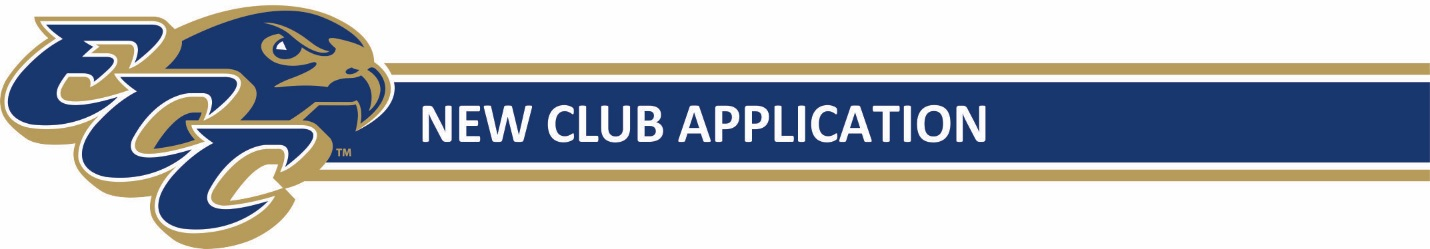 ECC
TM
NEW CLUB APPLICATION